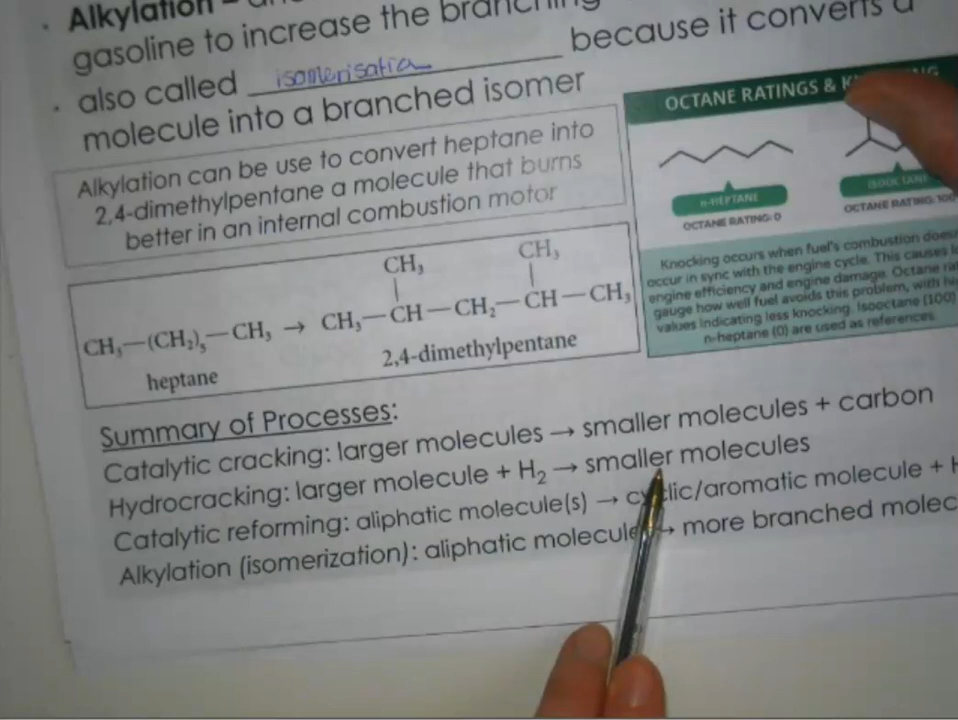 · Alkylation –
gasoline to increase the branching
· also called isomerisation because it converts a
molecule into a branched isomer
Alkylation can be use to convert heptane into
2,4-dimethylpentane a molecule that burns
better in an internal combustion motor
CH₃ CH₃
CH₃—(CH₂)₅—CH₃ → CH₃—CH—CH₂—CH—CH₃
heptane 2,4-dimethylpentane
OCTANE RATINGS &
n-HEPTANE ISOOCTANE
OCTANE RATING: 0 OCTANE RATING: 100
Knocking occurs when fuel's combustion
occur in sync with the engine cycle. This causes
engine efficiency and engine damage. Octane
gauge how well fuel avoids this problem, with
values indicating less knocking. Isooctane (100)
n-heptane (0) are used as references.
Summary of Processes:
Catalytic cracking: larger molecules → smaller molecules + carbon
Hydrocracking: larger molecule + H₂ → smaller molecules
Catalytic reforming: aliphatic molecule(s) → cyclic/aromatic molecule + H
Alkylation (isomerization): aliphatic molecule → more branched molec